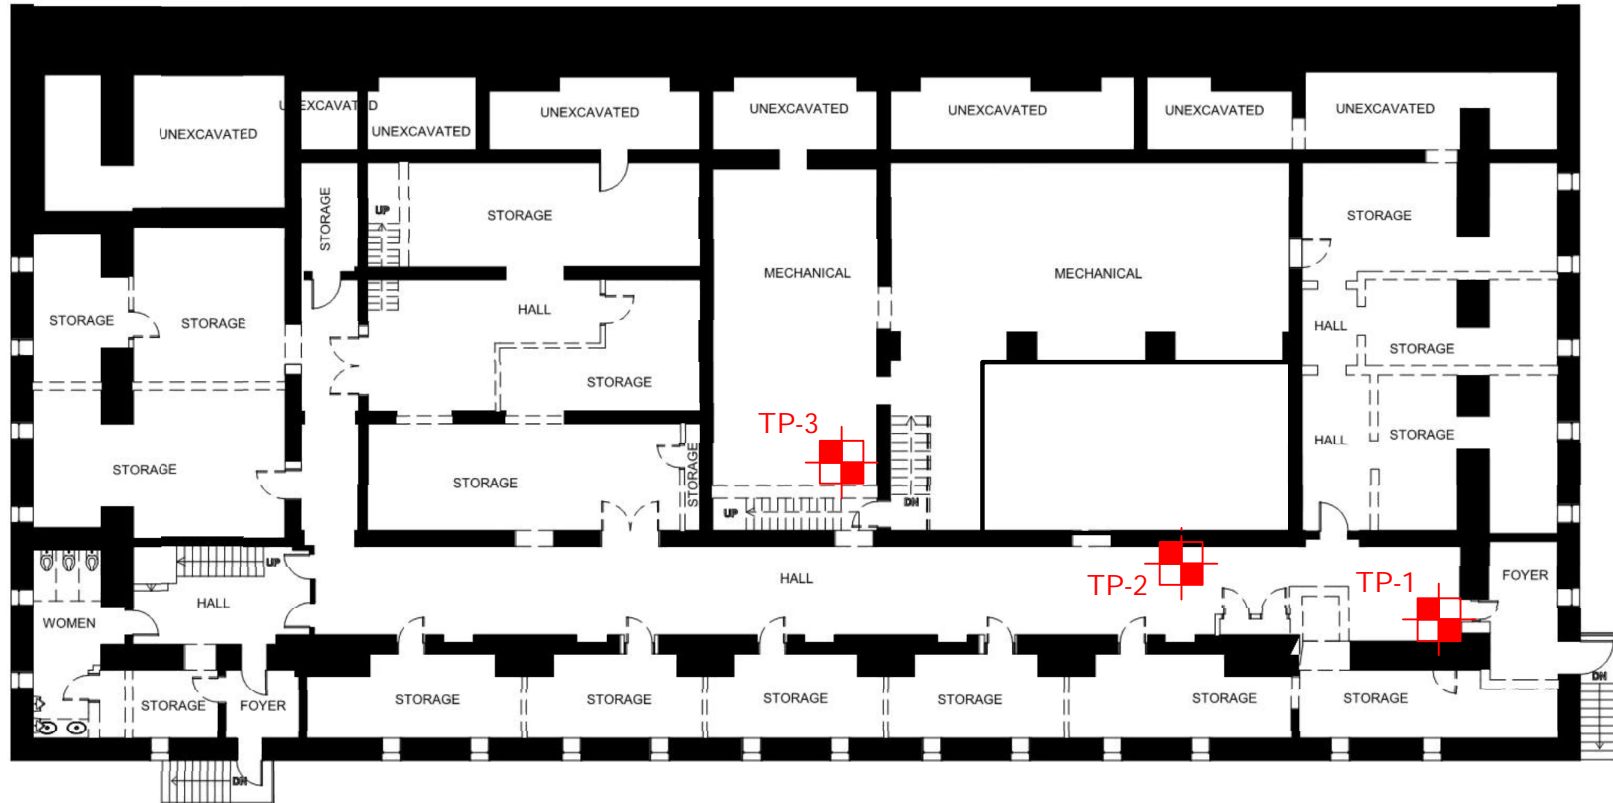 UNEXCAVATED
UNEXCAVATED
UNEXCAVATED
UNEXCAVATED
UNEXCAVATED
UNEXCAVATED
UNEXCAVATED
UNEXCAVATED
STORAGE
UP
STORAGE
MECHANICAL
MECHANICAL
STORAGE
STORAGE
STORAGE
HALL
STORAGE
HALL
STORAGE
TP-3
HALL
STORAGE
STORAGE
STORAGE
STORAGE
UP
DN
UP
HALL
TP-2
TP-1
FOYER
HALL
WOMEN
STORAGE
FOYER
STORAGE
STORAGE
STORAGE
STORAGE
STORAGE
STORAGE
DN
DN